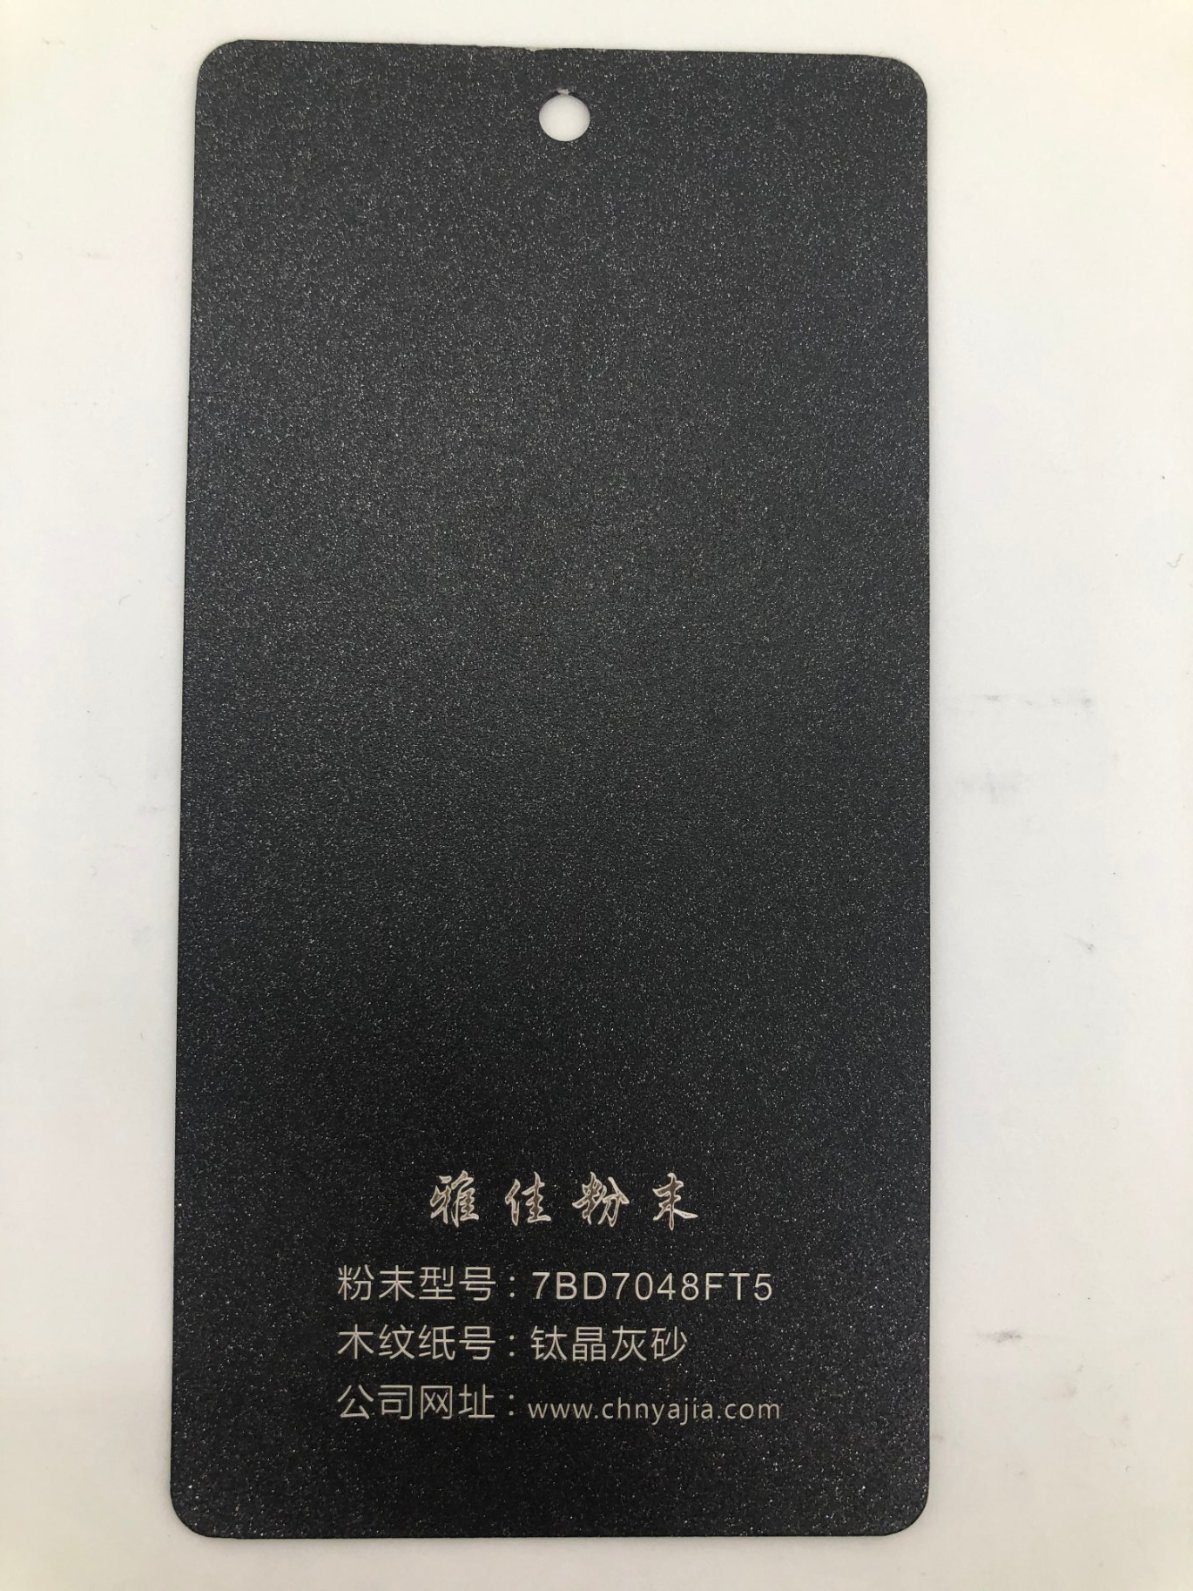 雅佳粉末
粉末型号：7BD7048FT5
木纹纸号：钛晶灰砂
公司网址：www.chnyajia.com